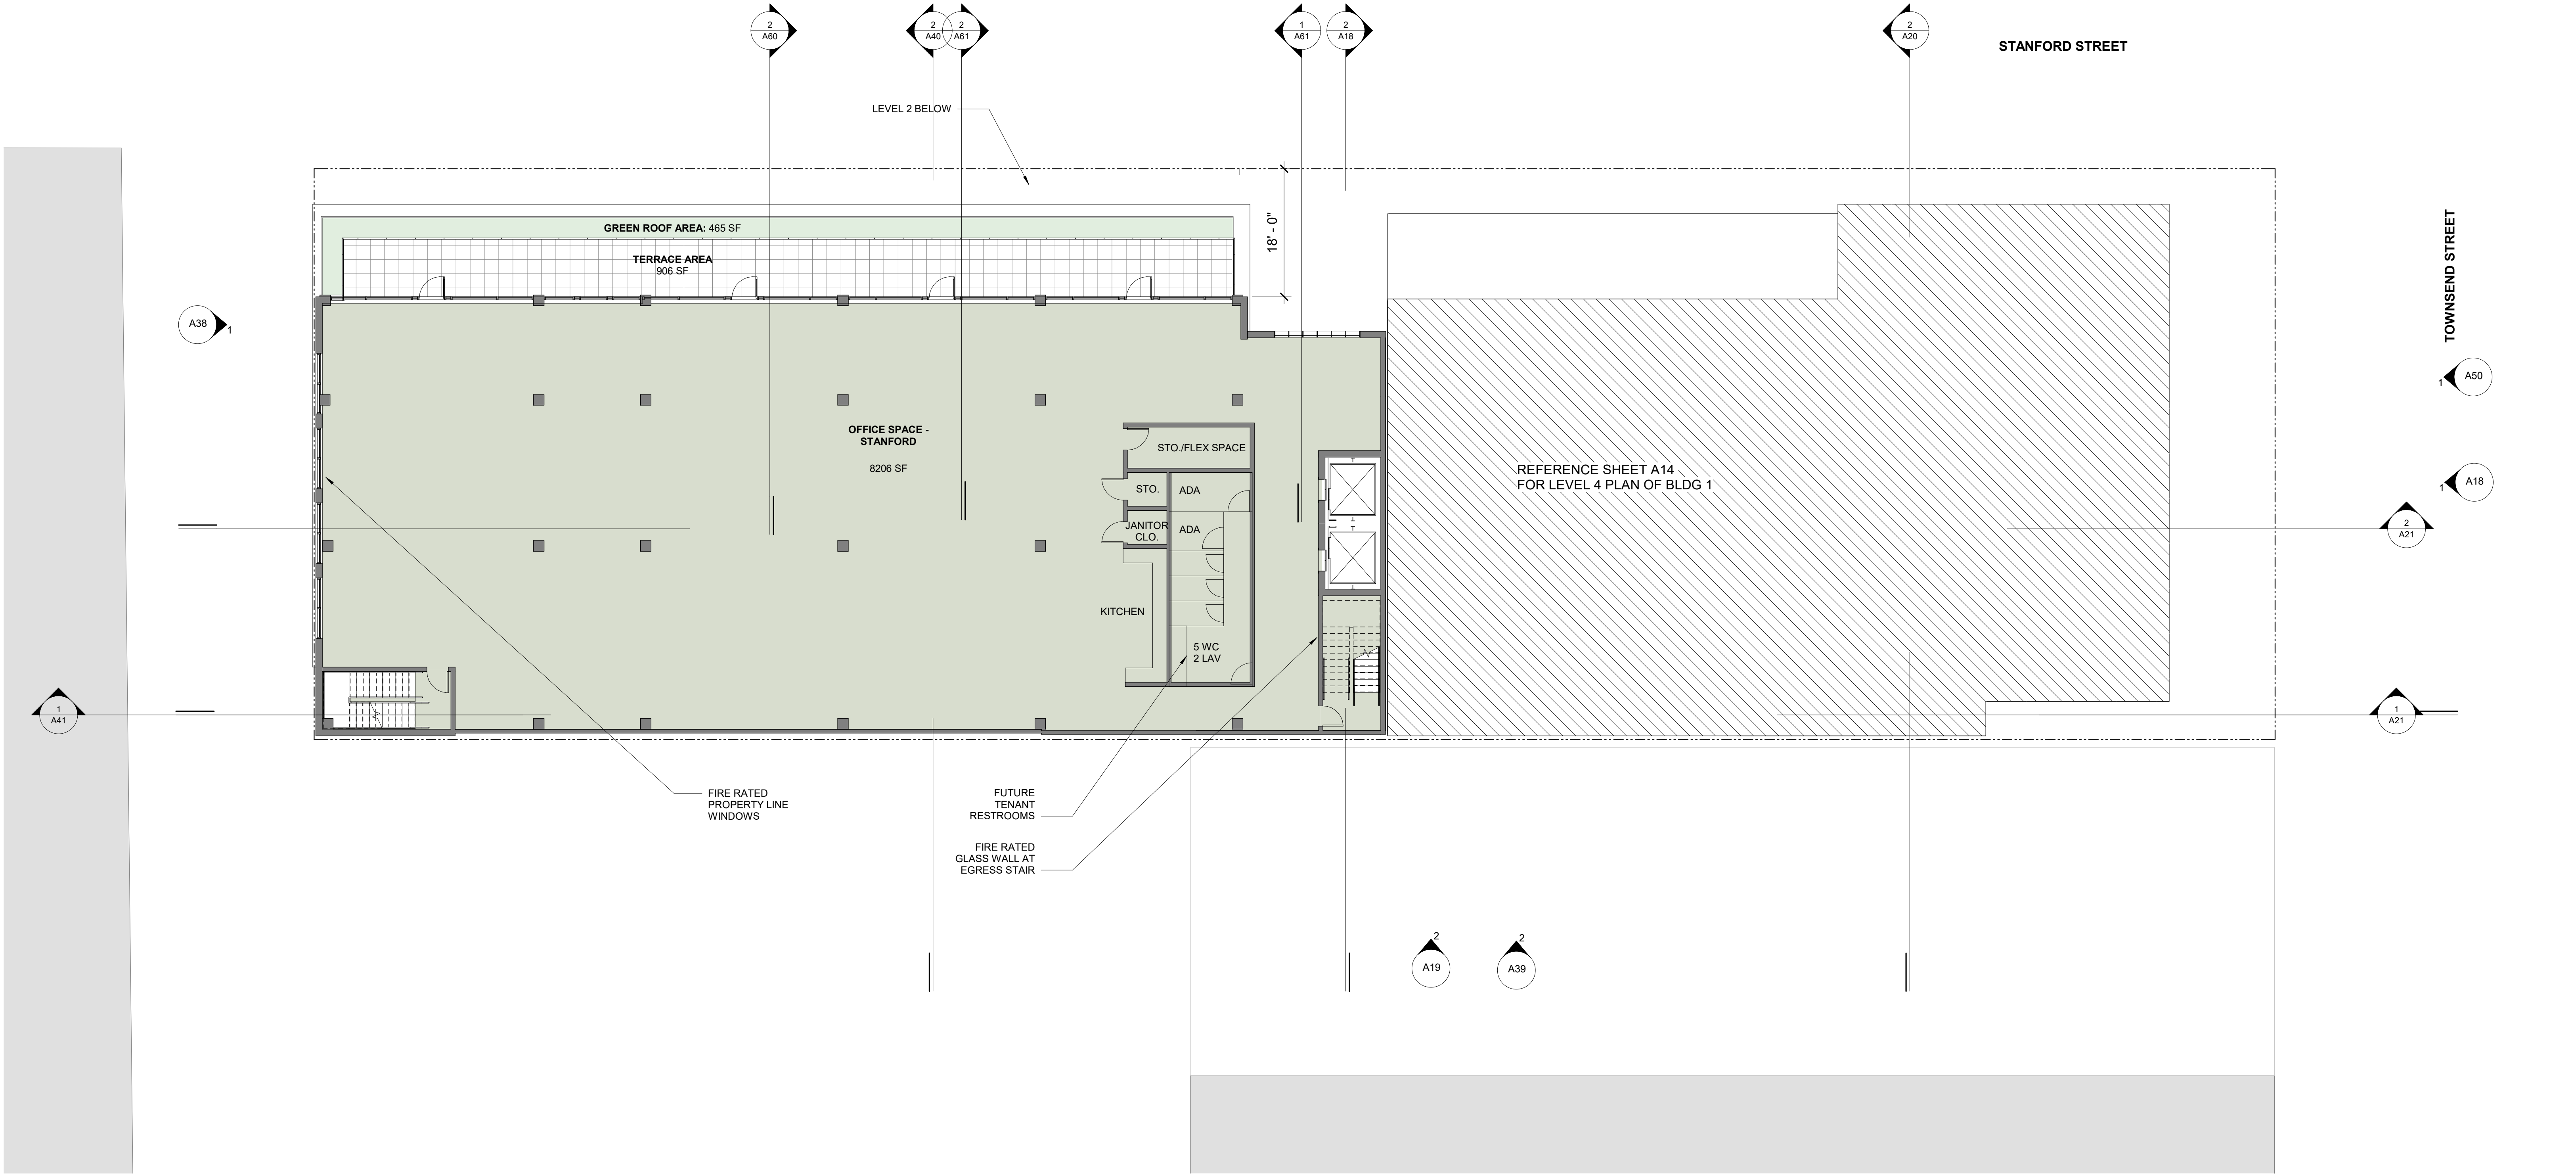 2
A60
2
A40
2
A61
1
A61
2
A18
2
A20
STANFORD STREET
LEVEL 2 BELOW
18' - 0"
TOWNSEND STREET
GREEN ROOF AREA: 465 SF
TERRACE AREA
906 SF
A38
1
A50
1
OFFICE SPACE -
STANFORD
8206 SF
STO./FLEX SPACE
STO.
ADA
JANITOR
CLO.
ADA
KITCHEN
5 WC
2 LAV
REFERENCE SHEET A14
FOR LEVEL 4 PLAN OF BLDG 1
A18
1
2
A21
1
A41
1
A21
FIRE RATED
PROPERTY LINE
WINDOWS
FUTURE
TENANT
RESTROOMS
FIRE RATED
GLASS WALL AT
EGRESS STAIR
2
A19
2
A39